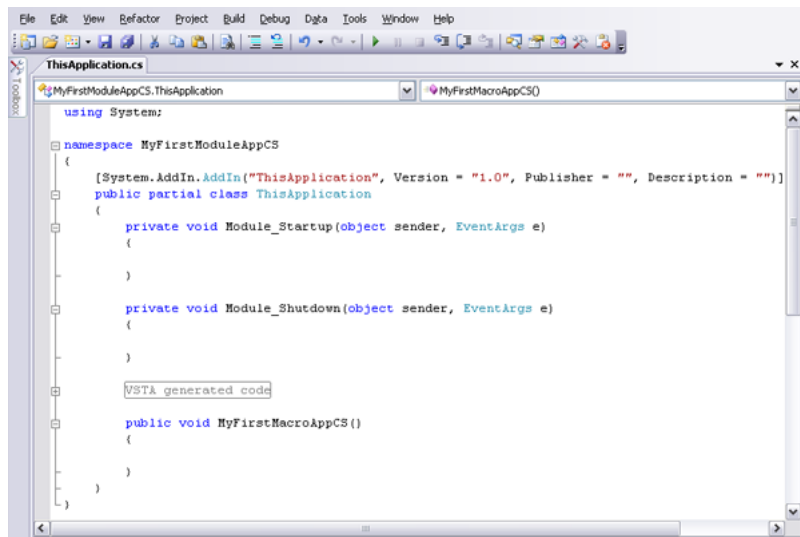 File Edit View Refactor Project Build Debug Data Tools Window Help
ThisApplication.cs
Toolbox
MyFirstModuleAppCS.ThisApplication
MyFirstMacroAppCS()
using System;
namespace MyFirstModuleAppCS
{
[System.AddIn.AddIn("ThisApplication", Version = "1.0", Publisher = "", Description = "")]
public partial class ThisApplication
{
private void Module_Startup(object sender, EventArgs e)
{
}
private void Module_Shutdown(object sender, EventArgs e)
{
}
VSTA generated code
public void MyFirstMacroAppCS()
{
}
}
}